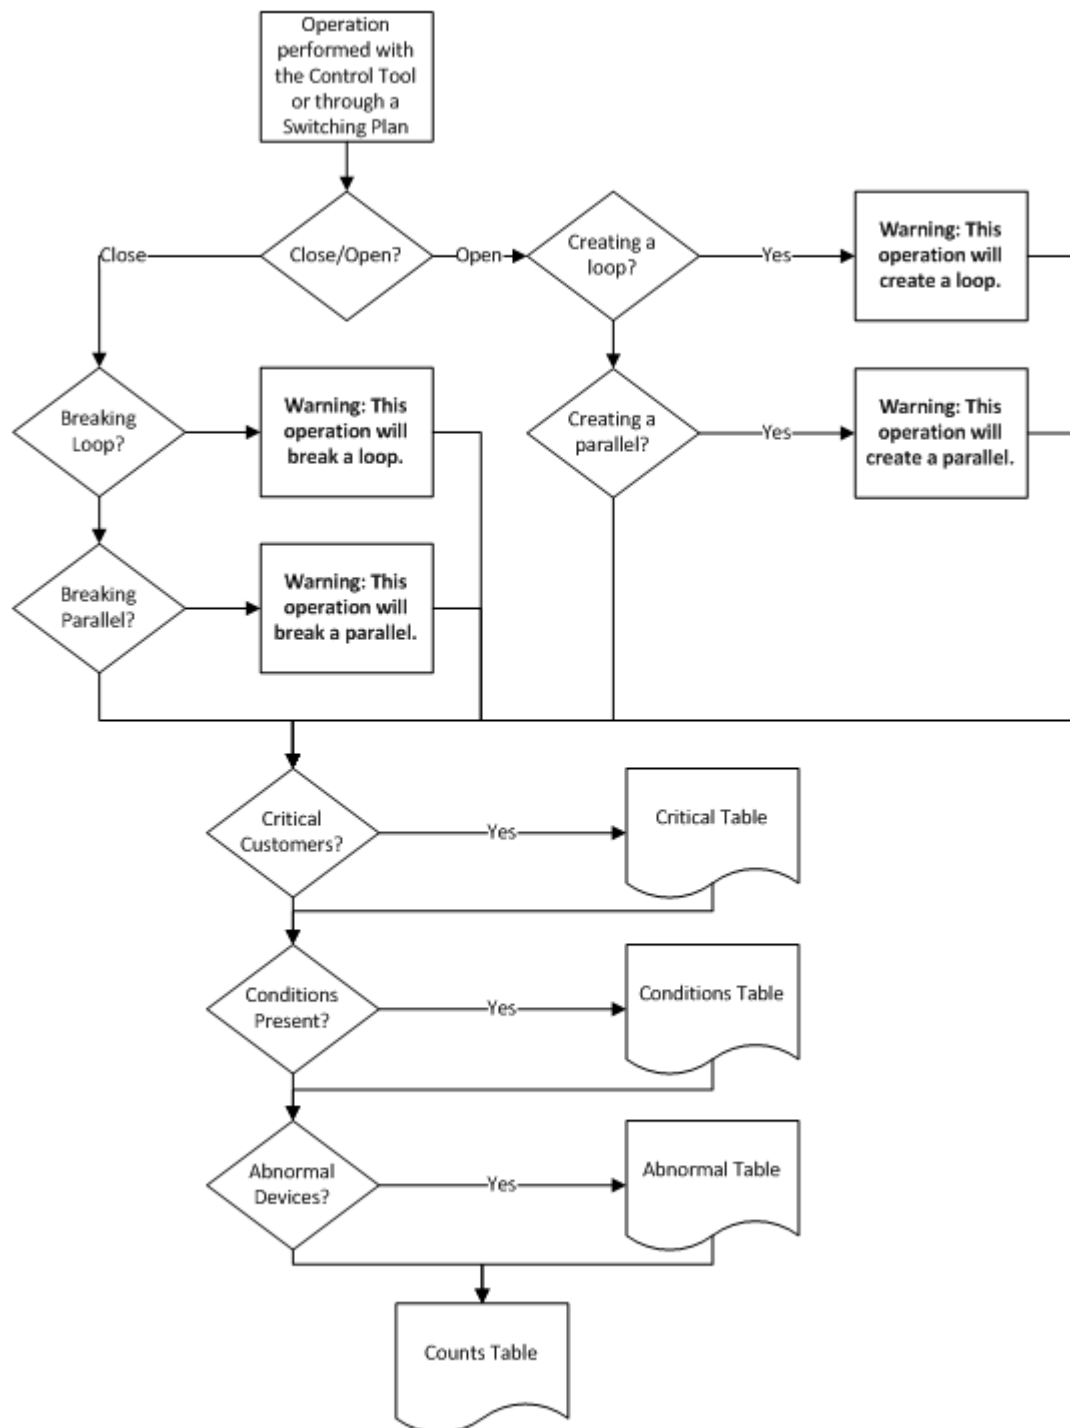 Operation
performed with
the Control Tool
or through a
Switching Plan
Close
Close/Open?
Open
Creating a
loop?
Yes
Warning: This
operation will
create a loop.
Breaking
Loop?
Warning: This
operation will
break a loop.
Creating a
parallel?
Yes
Warning: This
operation will
create a parallel.
Breaking
Parallel?
Warning: This
operation will
break a parallel.
Critical
Customers?
Yes
Critical Table
Conditions
Present?
Yes
Conditions Table
Abnormal
Devices?
Yes
Abnormal Table
Counts Table